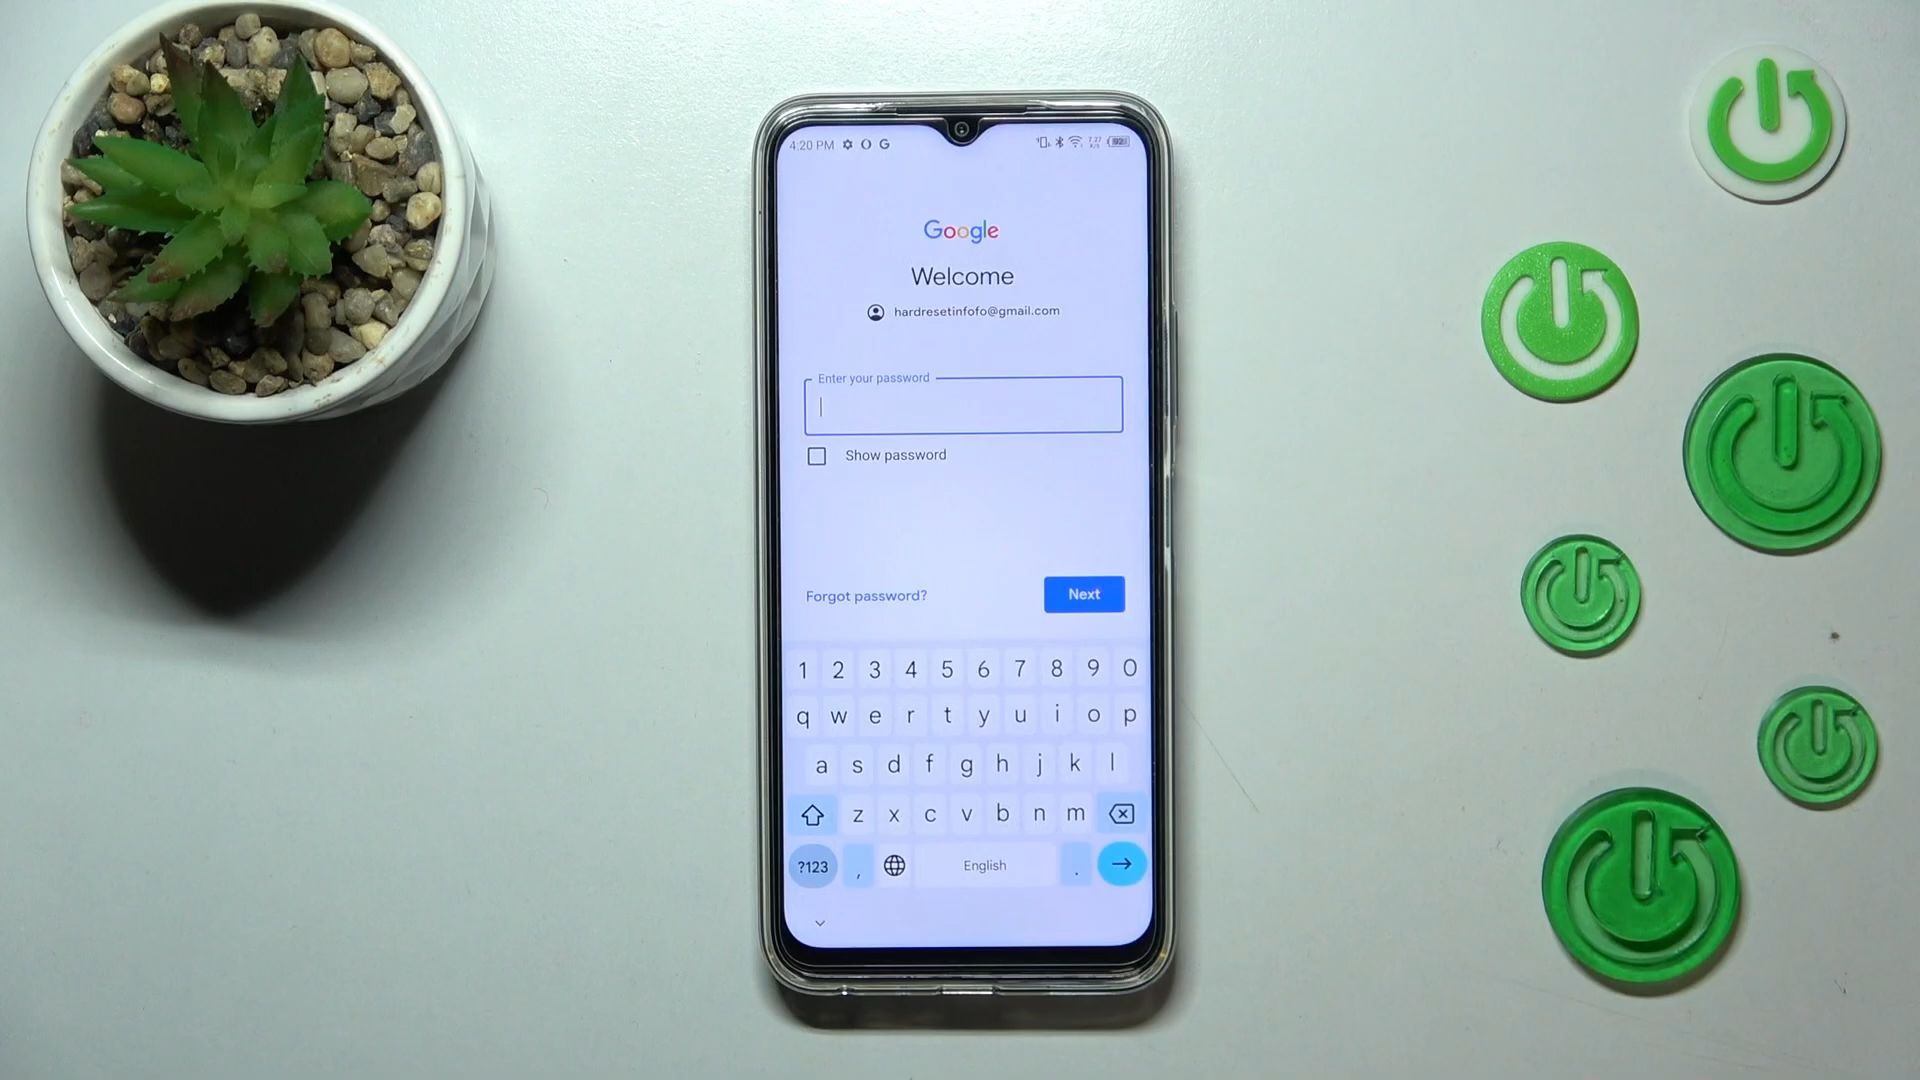 4:20 PM G
Google
Welcome
hardresetinfofo@gmail.com
Enter your password
Show password
Forgot password?
Next
1 2 3 4 5 6 7 8 9 0
q w e r t y u i o p
a s d f g h j k l
z x c v b n m
?123 , English .